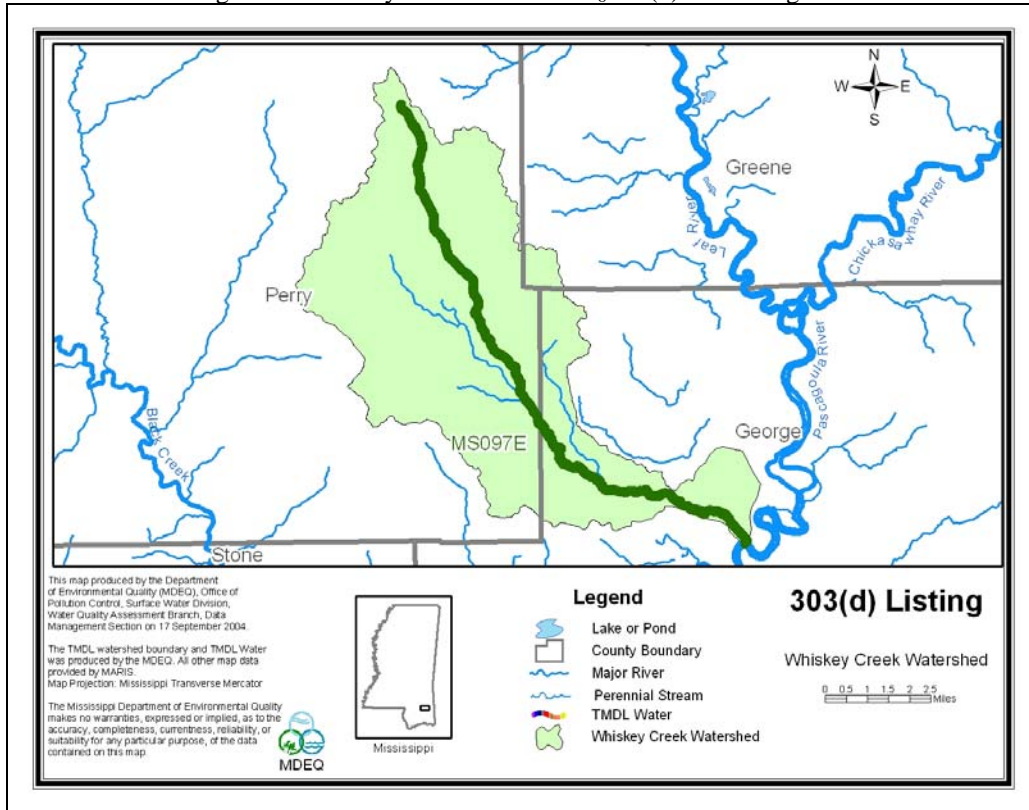 N
W E
S
Greene
Leaf River
Chickasawhay River
Perry
Pascagoula River
George
MS097E
Black Creek
Stone
This map produced by the Department
of Environmental Quality (MDEQ), Office of
Pollution Control, Surface Water Division,
Water Quality Assessment Branch, Data
Management Section on 17 September 2004.
The TMDL watershed boundary and TMDL Water
was produced by the MDEQ. All other map data
provided by MARIS.
Map Projection: Mississippi Transverse Mercator
The Mississippi Department of Environmental Quality
makes no warranties, expressed or implied, as to the
accuracy, completeness, currentness, reliability, or
suitability for any particular purpose, of the data
contained on this map.
MDEQ
Mississippi
Legend
Lake or Pond
County Boundary
Major River
Perennial Stream
TMDL Water
Whiskey Creek Watershed
303(d) Listing
Whiskey Creek Watershed
0 0.5 1 1.5 2 2.5
Miles